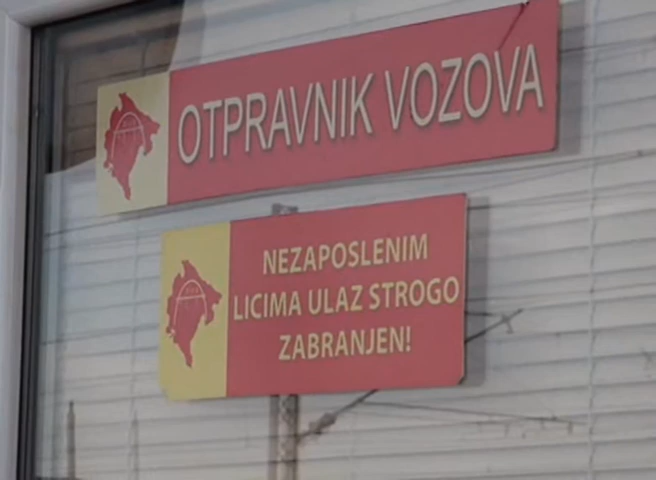 OTPRAVNIK VOZOVA
NEZAPOSLENIM
LICIMA ULAZ STROGO
ZABRANJEN!